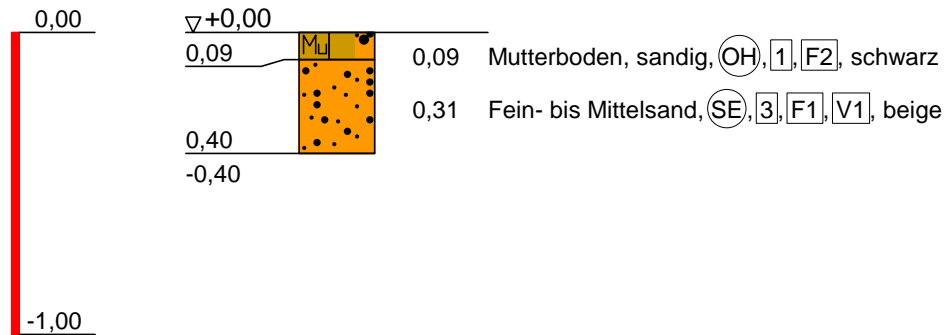 0,00
▽ +0,00
0,09
Mu
0,09 Mutterboden, sandig, OH, 1, F2, schwarz
0,31 Fein- bis Mittelsand, SE, 3, F1, V1, beige
0,40
-0,40
-1,00